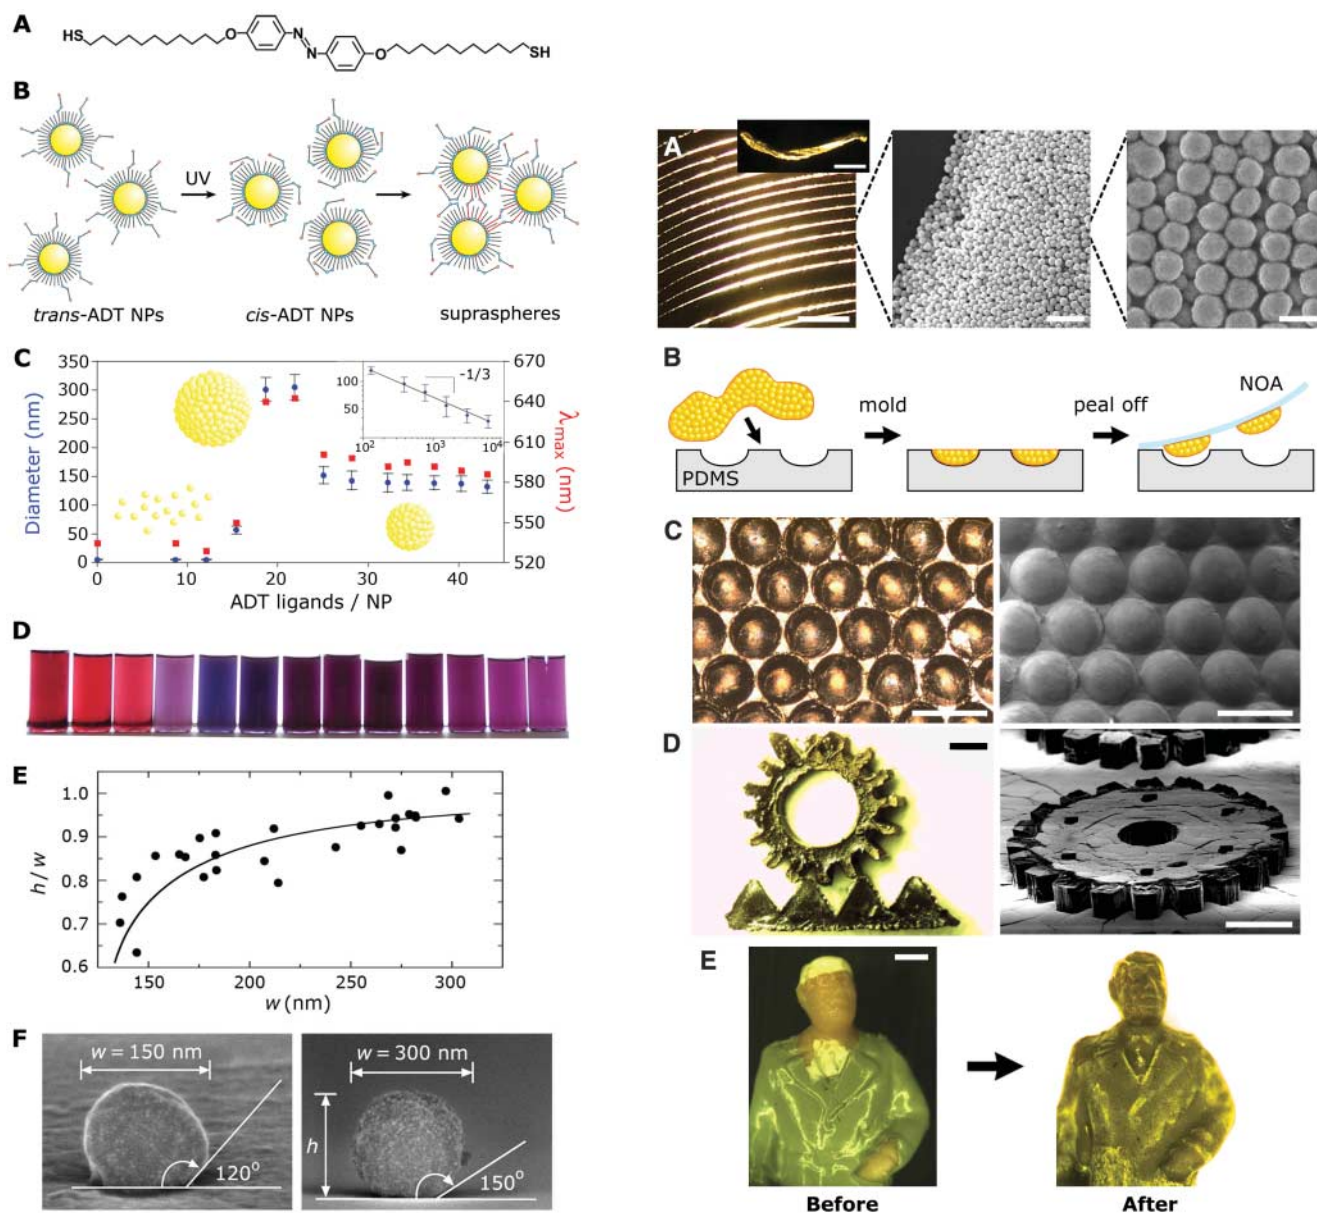 A
HS
O
N
N
O
SH
B
UV
trans-ADT NPs
cis-ADT NPs
supraspheres
C
Diameter (nm)
350
300
250
200
150
100
50
0
0
10
20
30
40
ADT ligands / NP
670
640
610
580
550
520
λmax (nm)
100
50
10²
10³
10⁴
-1/3
D
E
h/w
1.0
0.9
0.8
0.7
0.6
150
200
250
300
w (nm)
F
w = 150 nm
120°
w = 300 nm
h
150°
A
B
mold
peal off
NOA
PDMS
C
D
E
Before
After